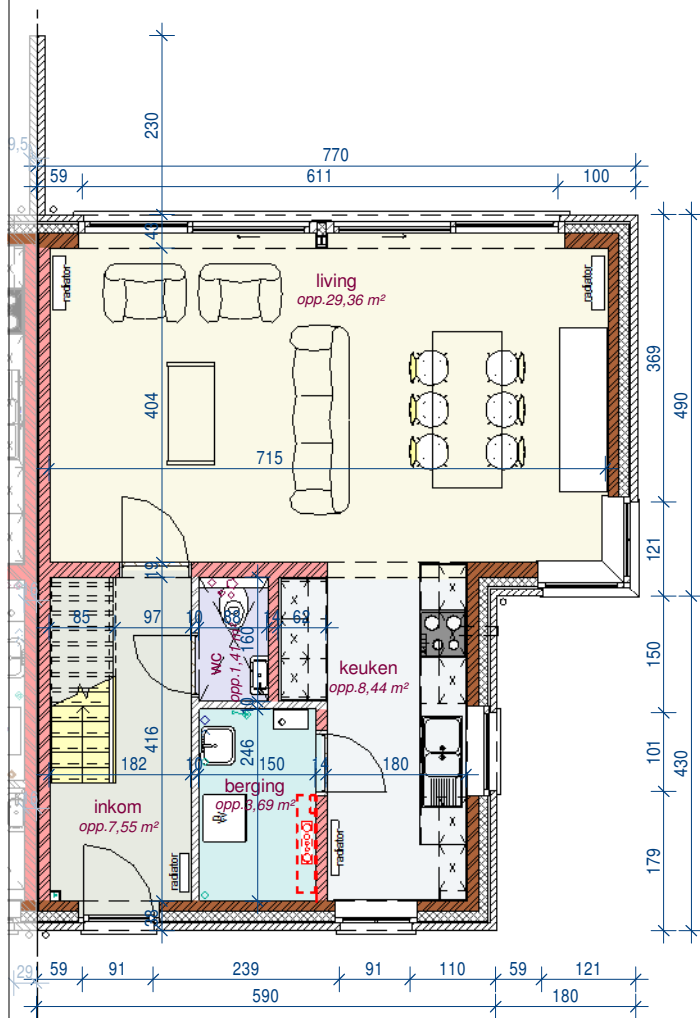 230
9,5
770
59 611 100
43
living
opp.29,36 m²
radiator
radiator
369
490
404
715
121
19
85 97 10 88 14 62
160
WC
opp.1,41 m²
keuken
opp.8,44 m²
150
10
416
246
182 10 150 14 180
101
430
berging
opp.3,69 m²
inkom
opp.7,55 m²
radiator
radiator
179
29 59 91 239 91 110 59 121
590 180